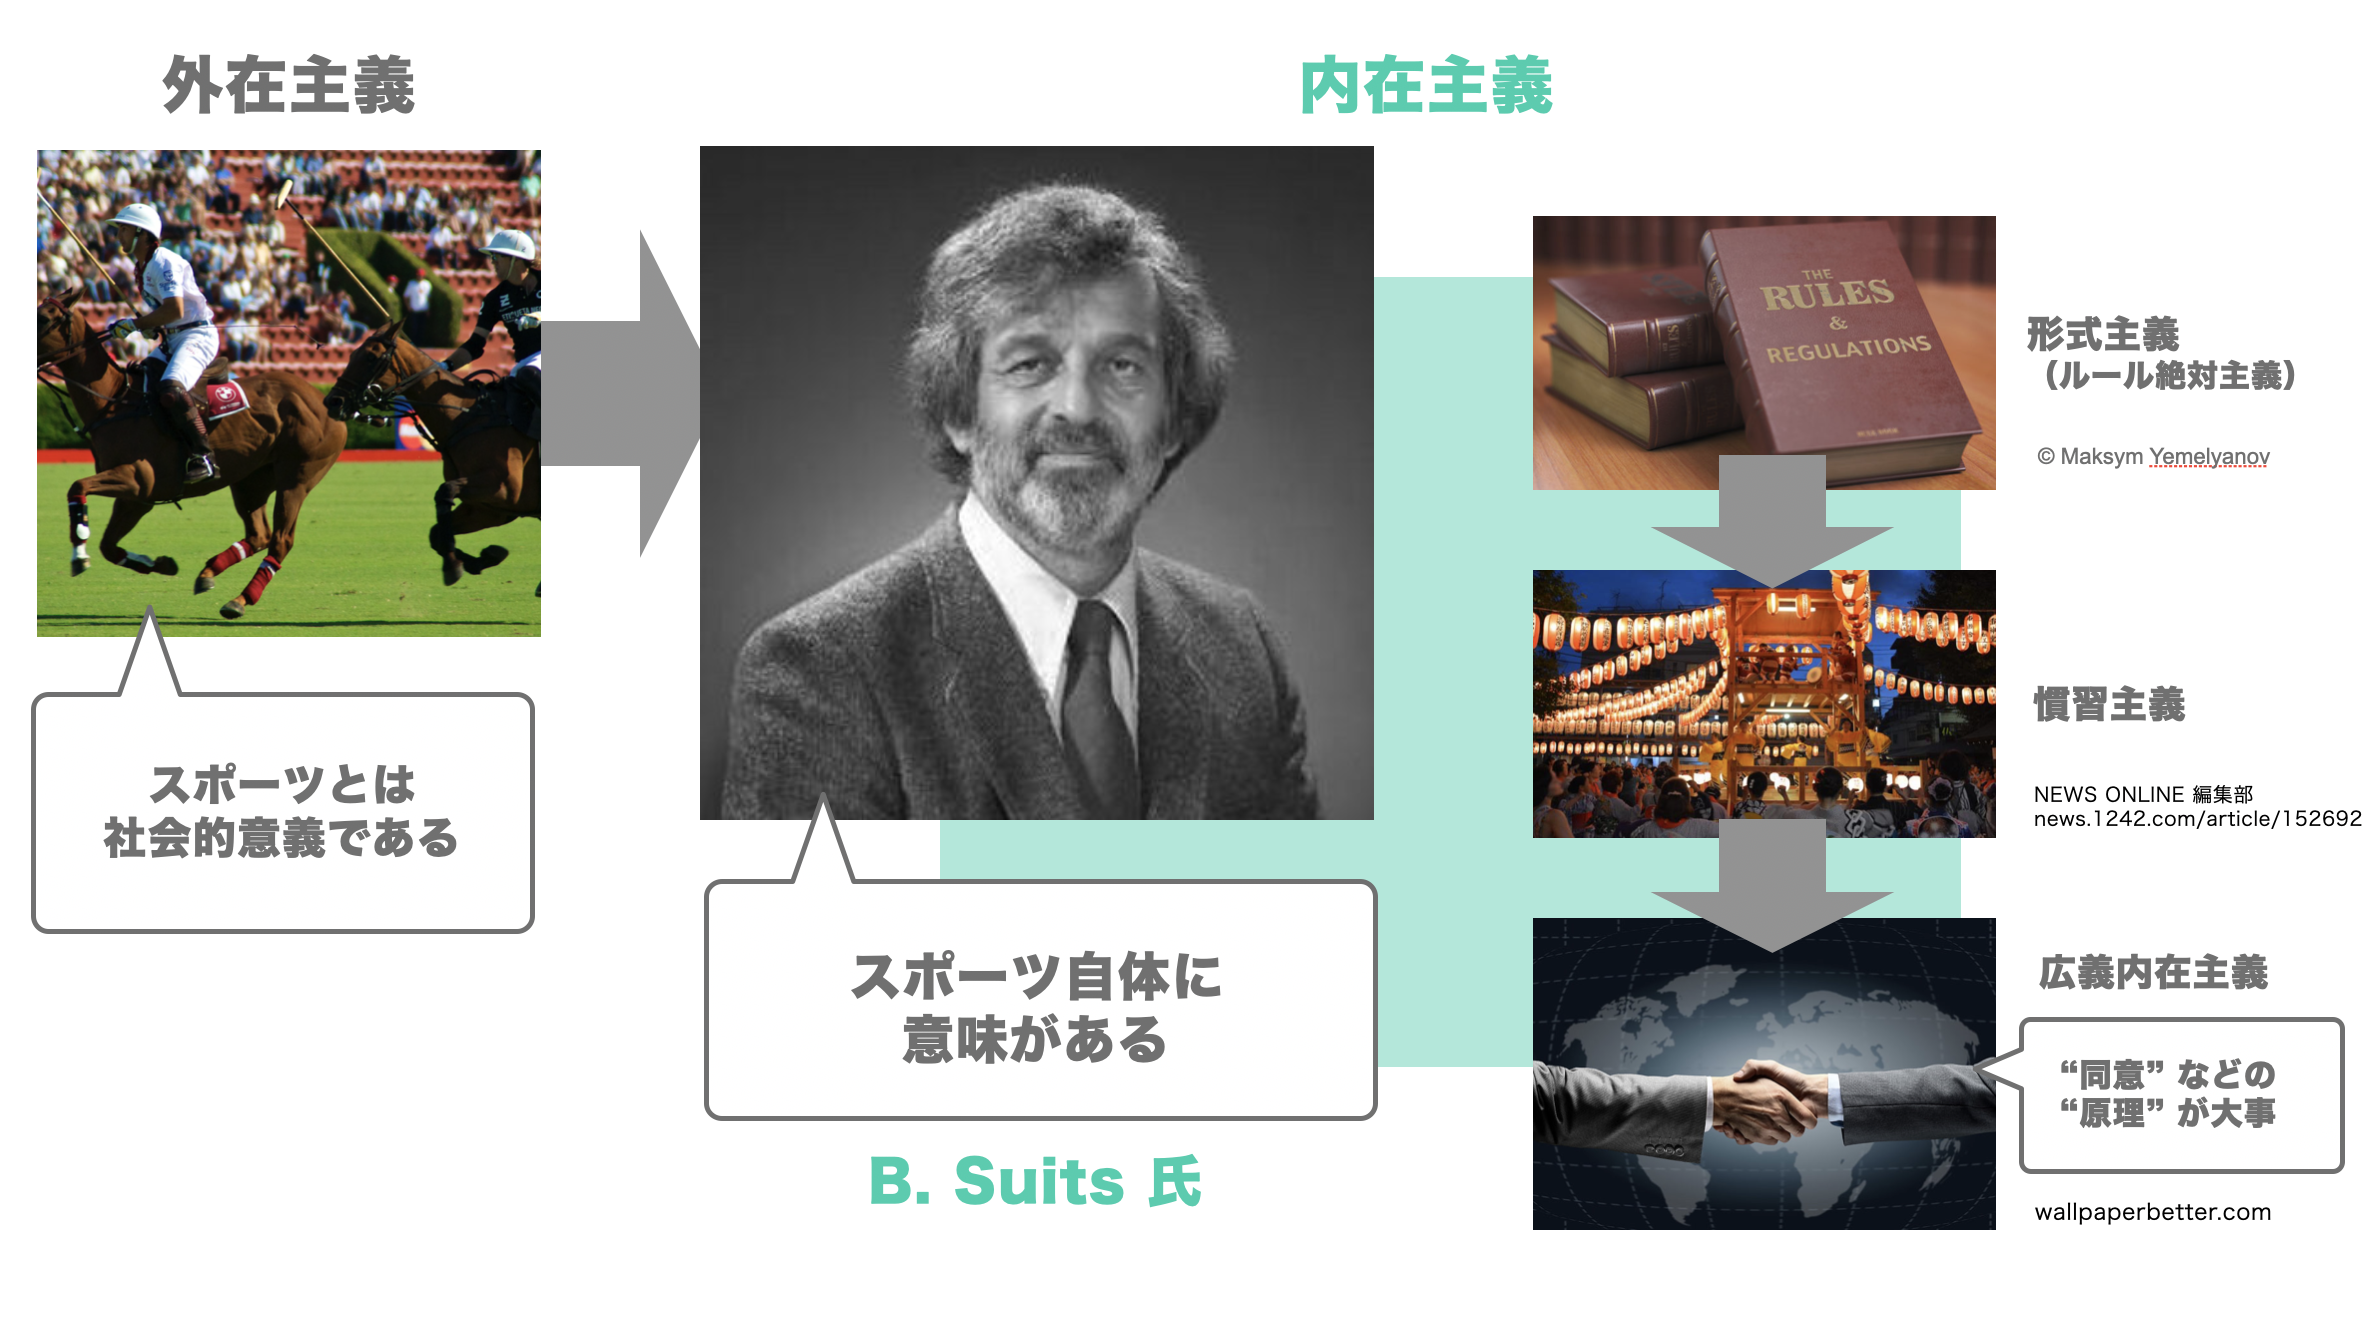 外在主義
スポーツとは
社会的意義である
内在主義
スポーツ自体に
意味がある
B. Suits 氏
THE
RULES
&
REGULATIONS
形式主義
（ルール絶対主義）
© Maksym Yemelyanov
慣習主義
NEWS ONLINE 編集部
news.1242.com/article/152692
広義内在主義
“同意” などの
“原理” が大事
wallpaperbetter.com